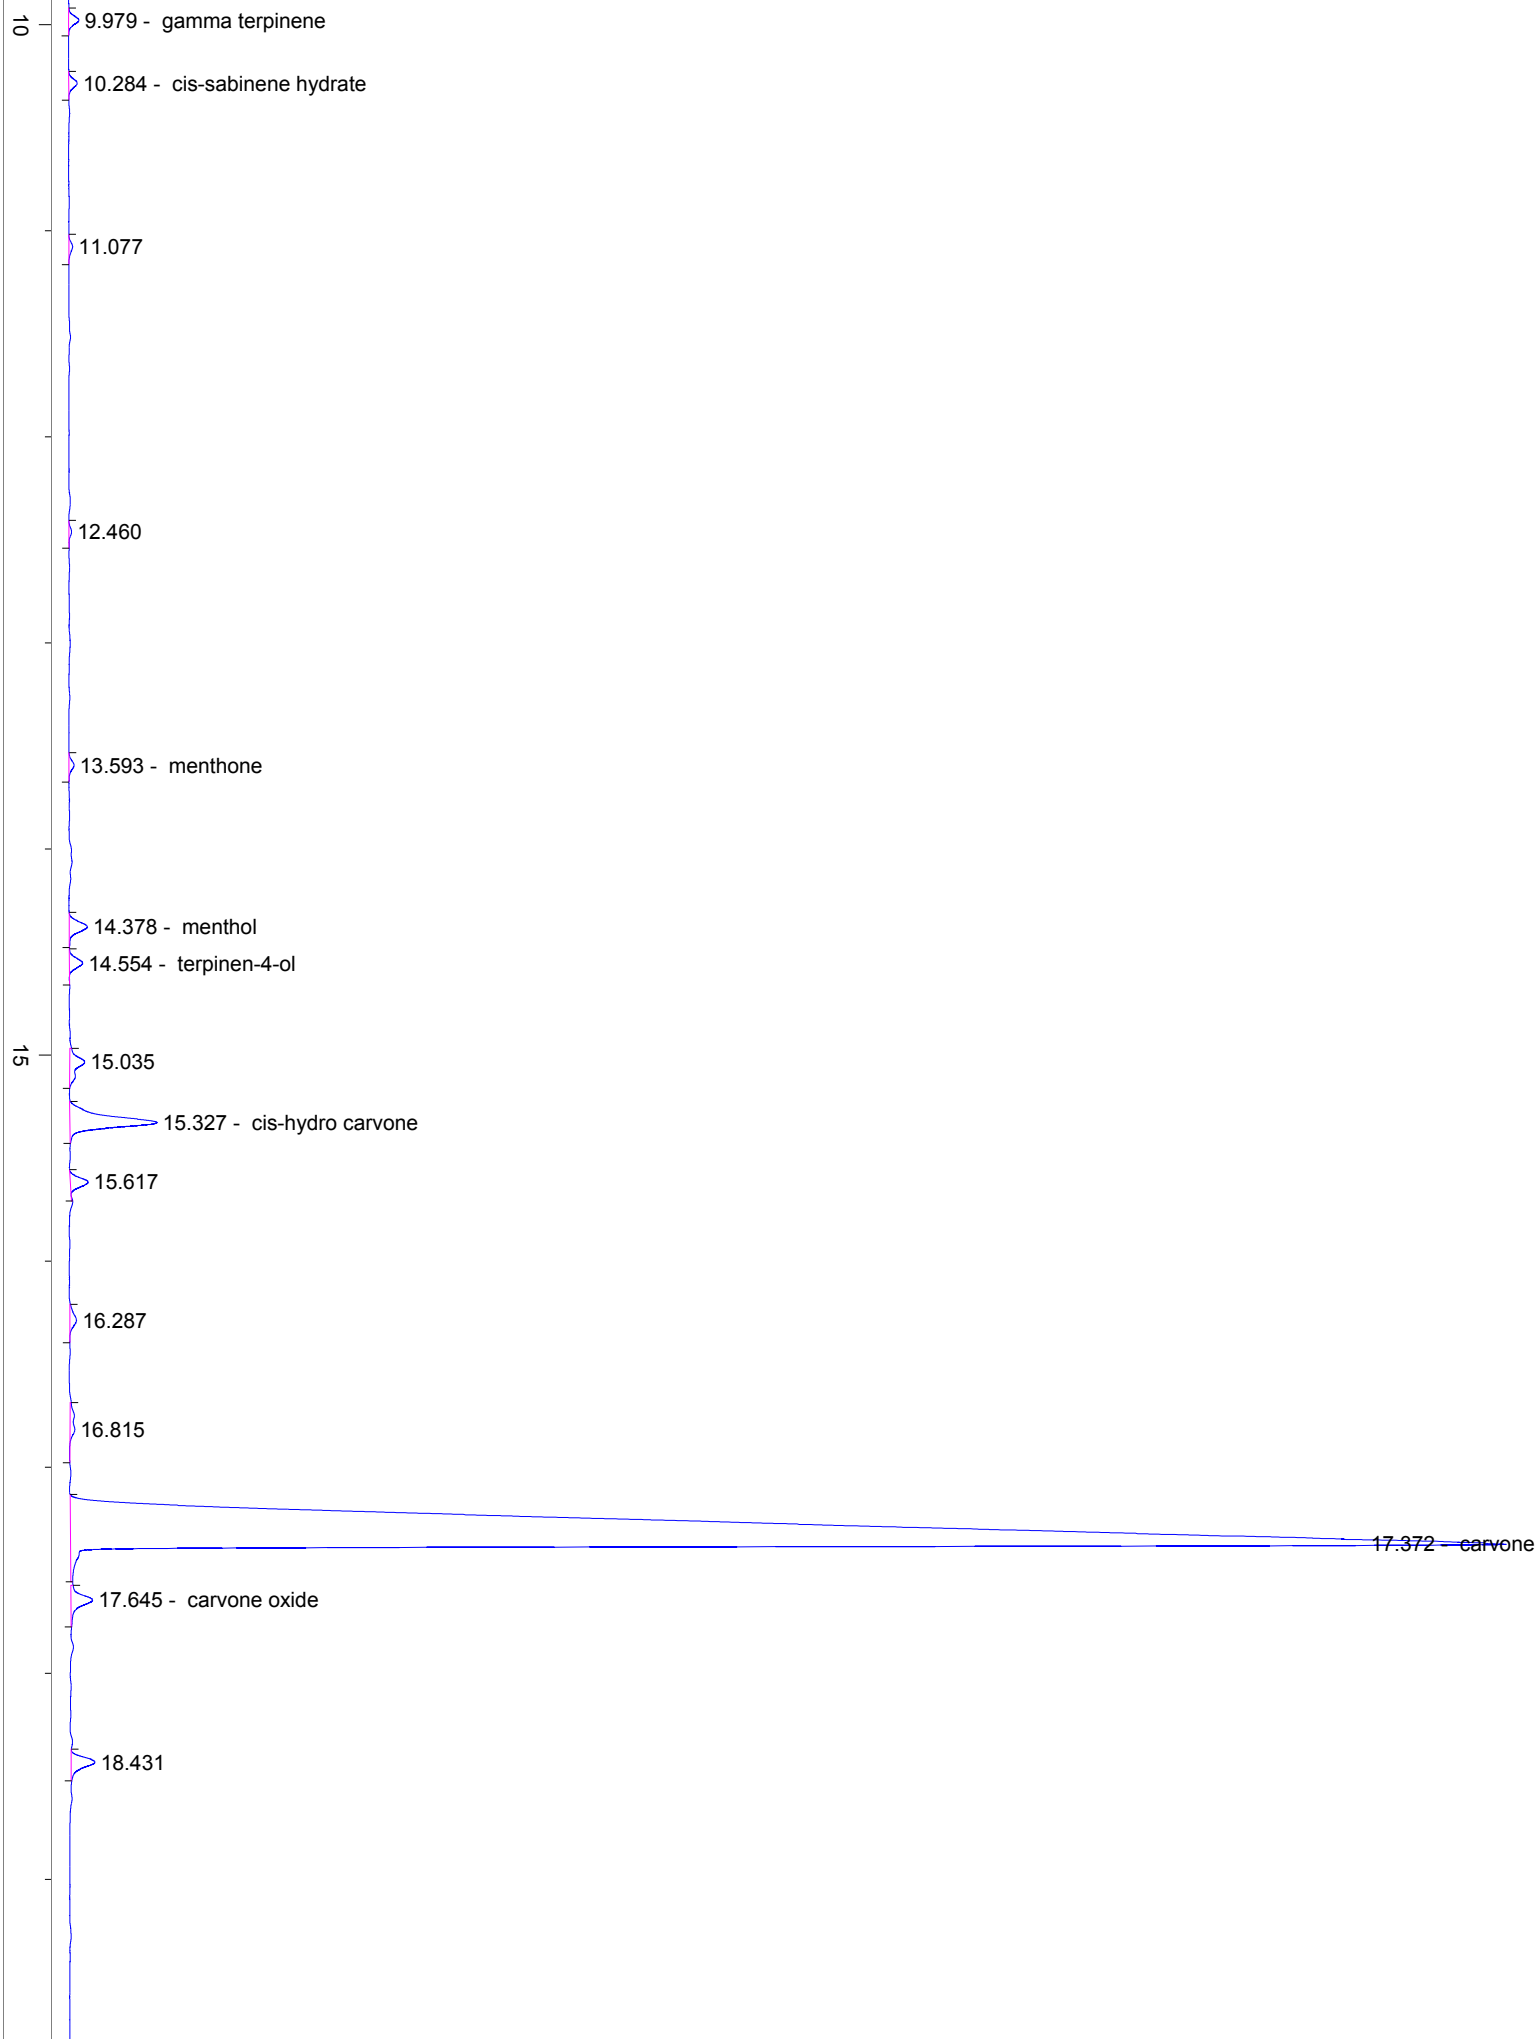 10
9.979 - gamma terpinene
10.284 - cis-sabinene hydrate
11.077
12.460
13.593 - menthone
14.378 - menthol
14.554 - terpinen-4-ol
15
15.035
15.327 - cis-hydro carvone
15.617
16.287
16.815
17.372 - carvone
17.645 - carvone oxide
18.431